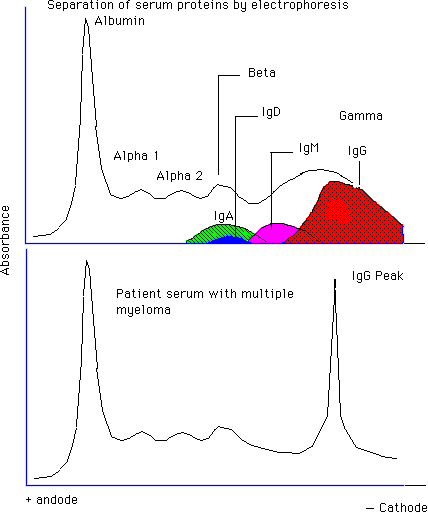 Separation of serum proteins by electrophoresis
Albumin
Beta
IgD
Gamma
IgM
IgG
Alpha 1
Alpha 2
IgA
Absorbance
IgG Peak
Patient serum with multiple
myeloma
+ andode
– Cathode